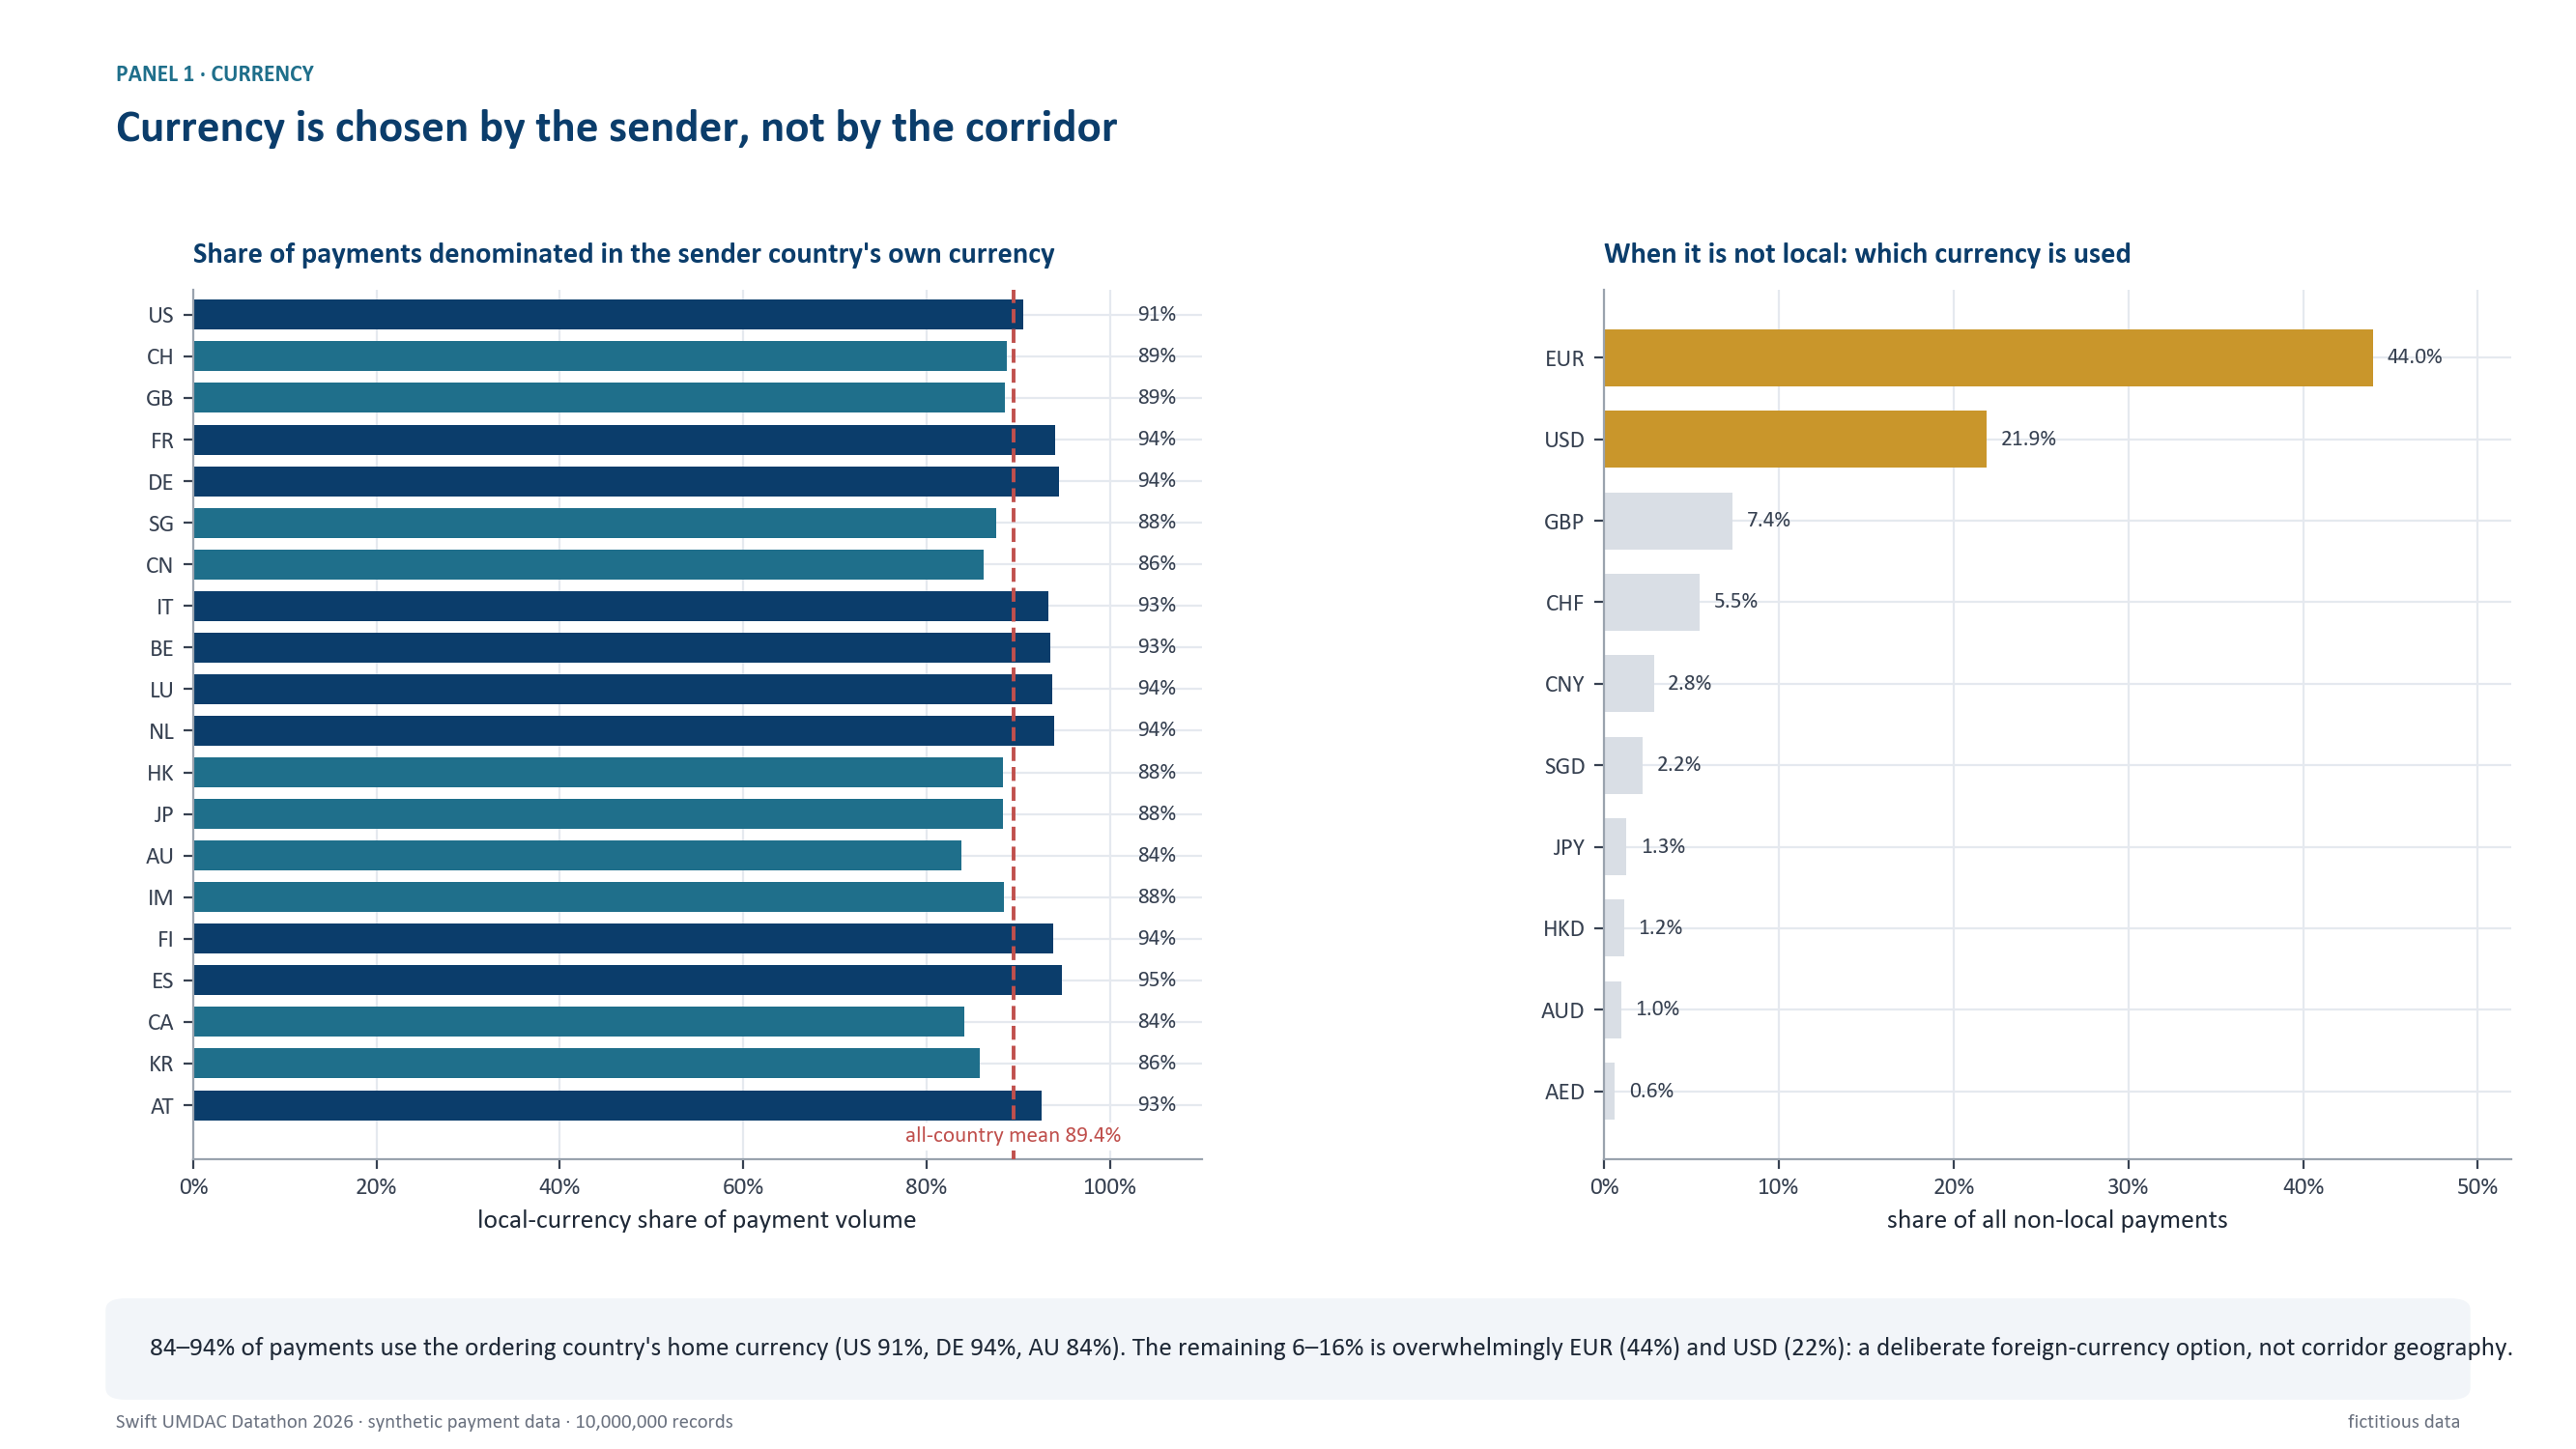 PANEL 1 · CURRENCY
Currency is chosen by the sender, not by the corridor
Share of payments denominated in the sender country's own currency
US 91%
CH 89%
GB 89%
FR 94%
DE 94%
SG 88%
CN 86%
IT 93%
BE 93%
LU 94%
NL 94%
HK 88%
JP 88%
AU 84%
IM 88%
FI 94%
ES 95%
CA 84%
KR 86%
AT 93%
all-country mean 89.4%
0% 20% 40% 60% 80% 100%
local-currency share of payment volume
When it is not local: which currency is used
EUR 44.0%
USD 21.9%
GBP 7.4%
CHF 5.5%
CNY 2.8%
SGD 2.2%
JPY 1.3%
HKD 1.2%
AUD 1.0%
AED 0.6%
0% 10% 20% 30% 40% 50%
share of all non-local payments
84–94% of payments use the ordering country's home currency (US 91%, DE 94%, AU 84%). The remaining 6–16% is overwhelmingly EUR (44%) and USD (22%): a deliberate foreign-currency option, not corridor geography.
Swift UMDAC Datathon 2026 · synthetic payment data · 10,000,000 records
fictitious data